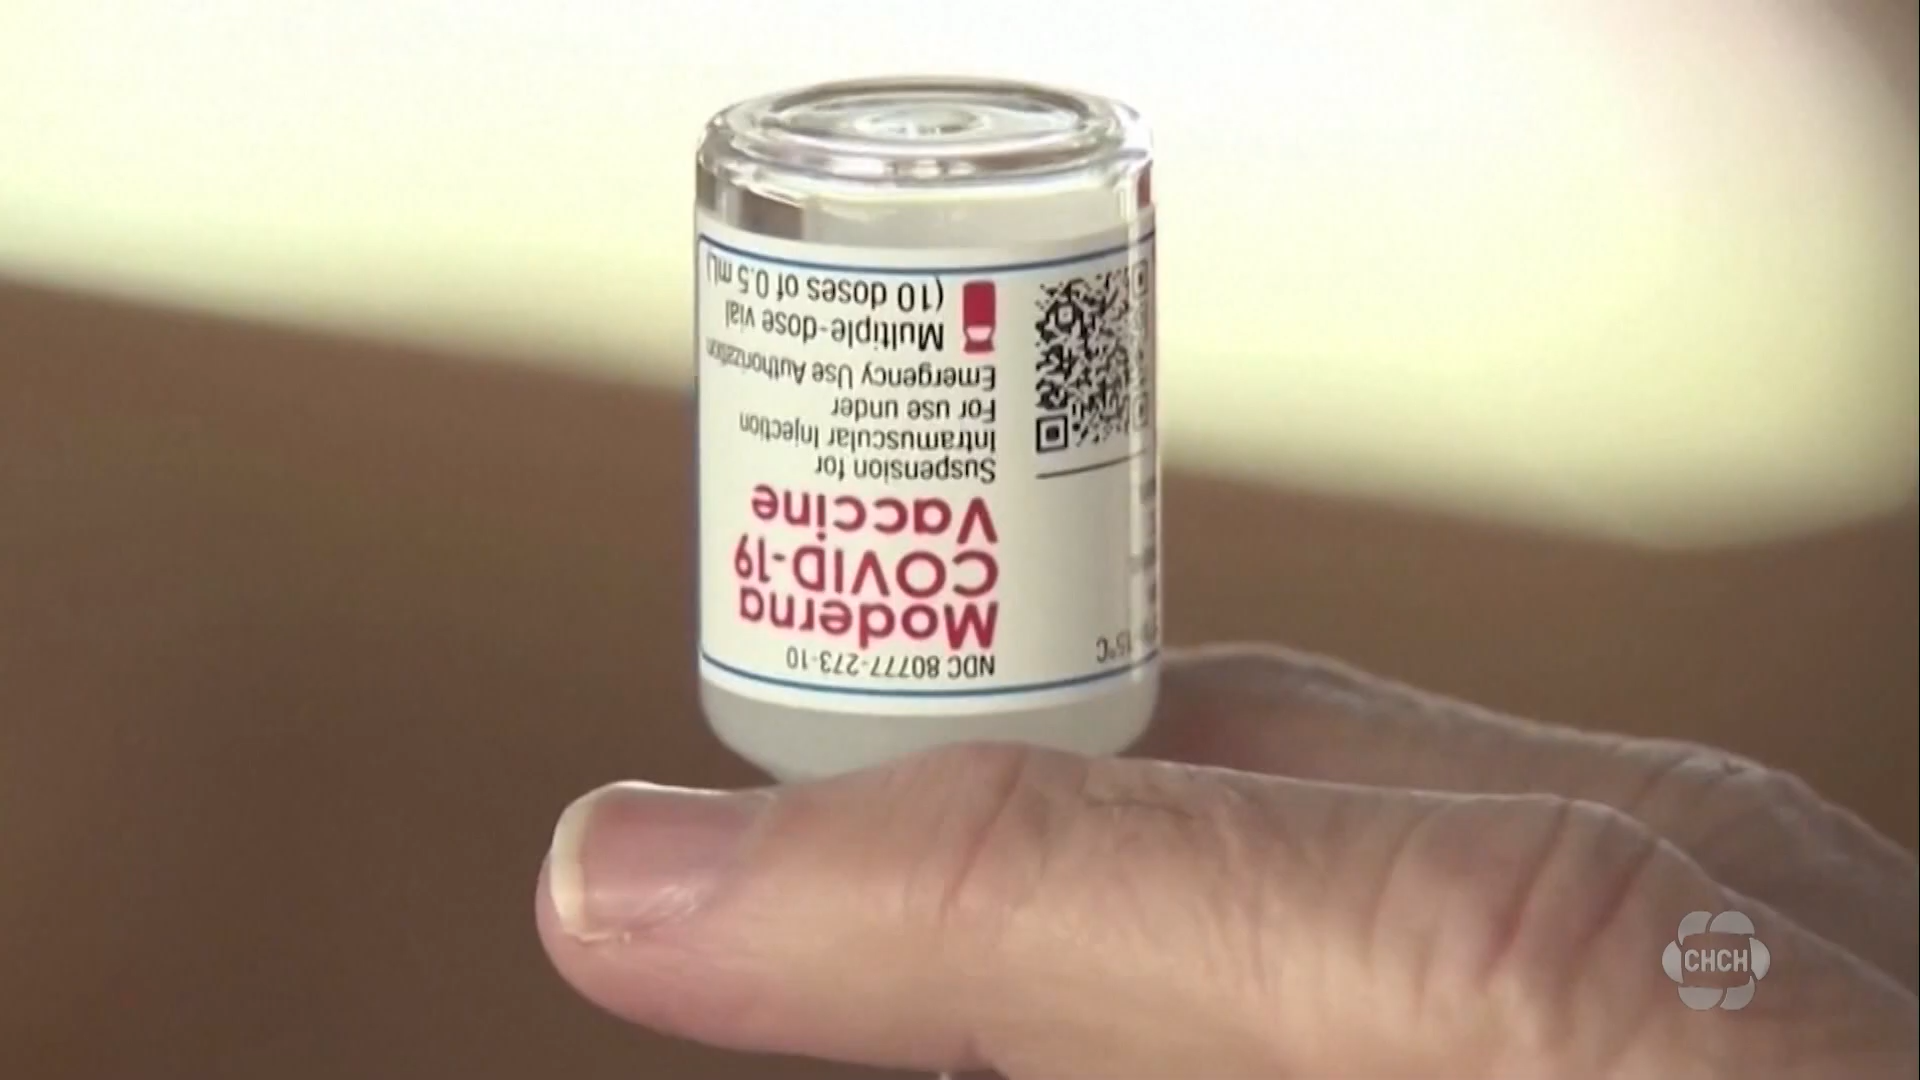 NDC 80777-273-10
Moderna
COVID-19
Vaccine
Suspension for
Intramuscular Injection
For use under
Emergency Use Authorization
Multiple-dose vial
(10 doses of 0.5 mL)
15°C
CHCH